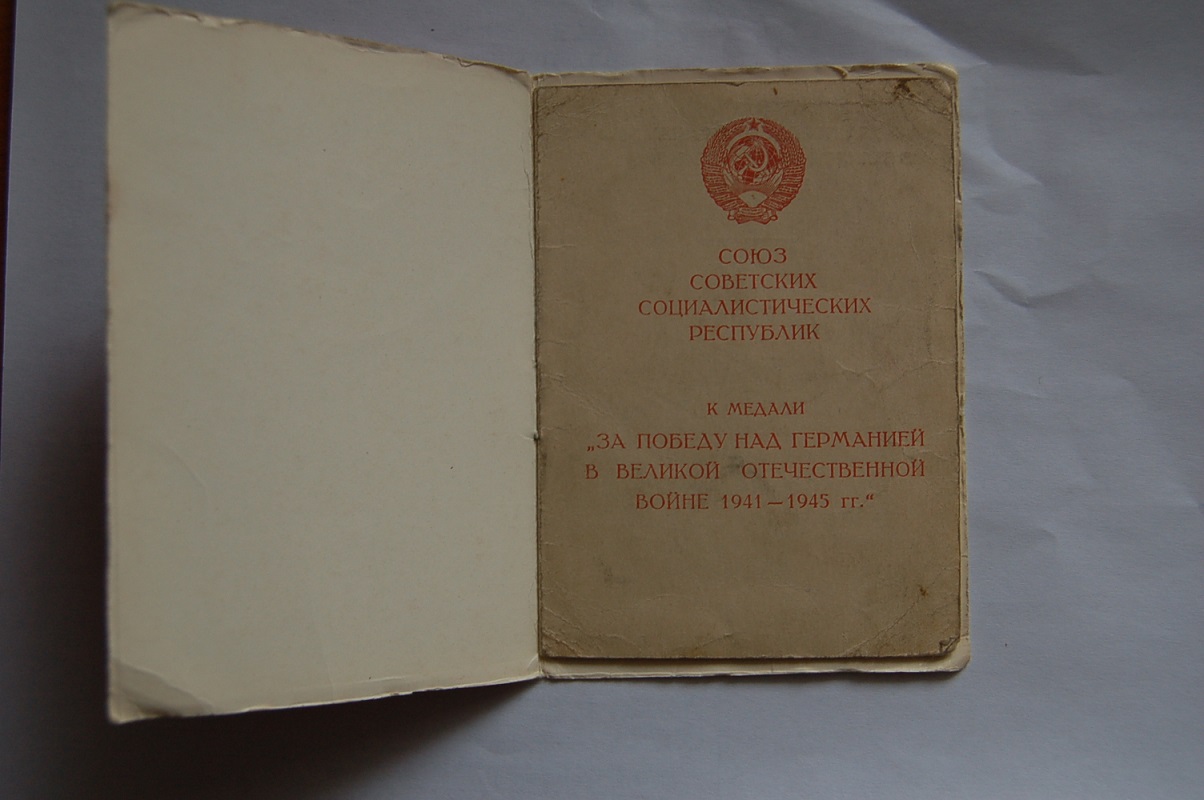 СОЮЗ
СОВЕТСКИХ
СОЦИАЛИСТИЧЕСКИХ
РЕСПУБЛИК
К МЕДАЛИ
„ЗА ПОБЕДУ НАД ГЕРМАНИЕЙ
В ВЕЛИКОЙ ОТЕЧЕСТВЕННОЙ
ВОЙНЕ 1941—1945 гг.“